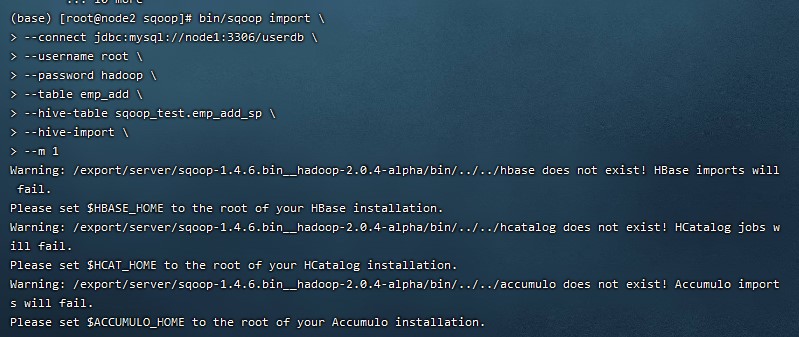 ... 10 more
(base) [root@node2 sqoop]# bin/sqoop import \
> --connect jdbc:mysql://node1:3306/userdb \
> --username root \
> --password hadoop \
> --table emp_add \
> --hive-table sqoop_test.emp_add_sp \
> --hive-import \
> --m 1
Warning: /export/server/sqoop-1.4.6.bin__hadoop-2.0.4-alpha/bin/../../hbase does not exist! HBase imports will
 fail.
Please set $HBASE_HOME to the root of your HBase installation.
Warning: /export/server/sqoop-1.4.6.bin__hadoop-2.0.4-alpha/bin/../../hcatalog does not exist! HCatalog jobs w
ill fail.
Please set $HCAT_HOME to the root of your HCatalog installation.
Warning: /export/server/sqoop-1.4.6.bin__hadoop-2.0.4-alpha/bin/../../accumulo does not exist! Accumulo import
s will fail.
Please set $ACCUMULO_HOME to the root of your Accumulo installation.